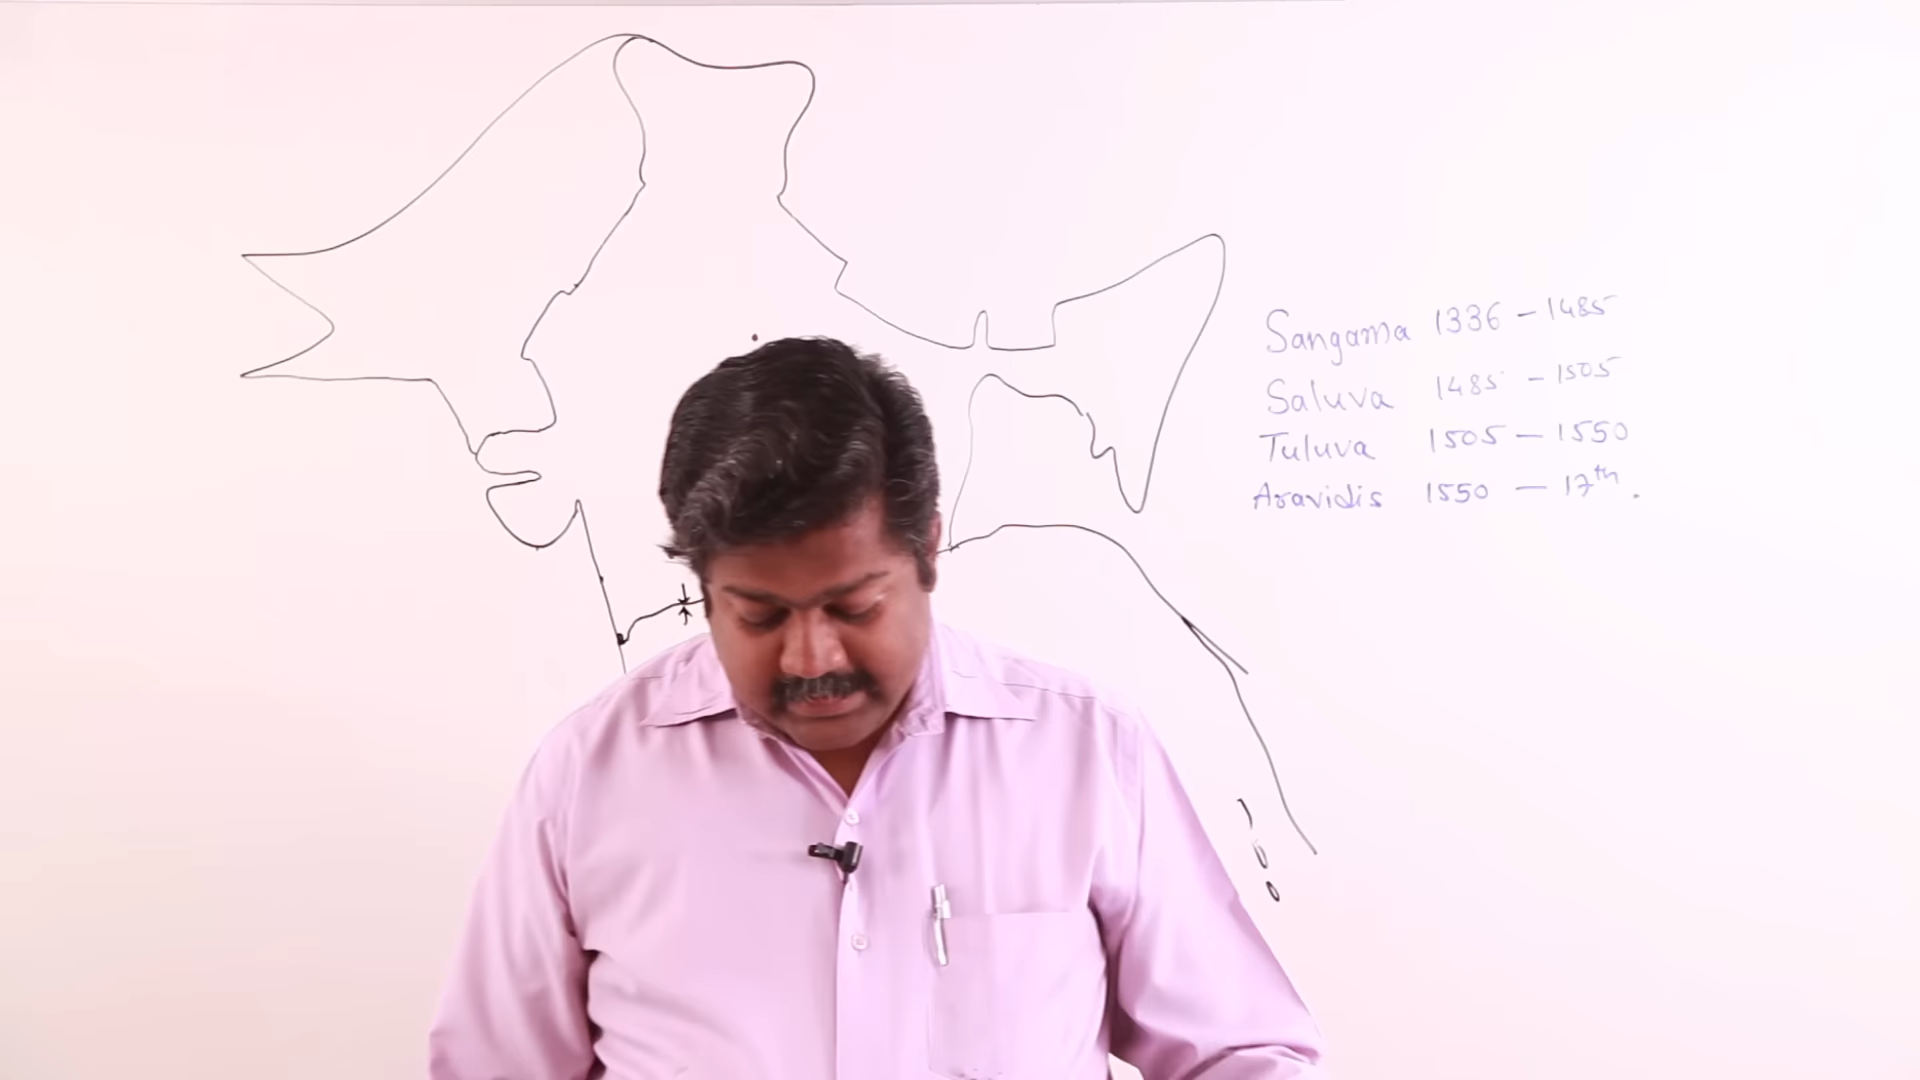 Sangama 1336 - 1485
Saluva 1485 - 1505
Tuluva 1505 - 1550
Aravidis 1550 - 17th.